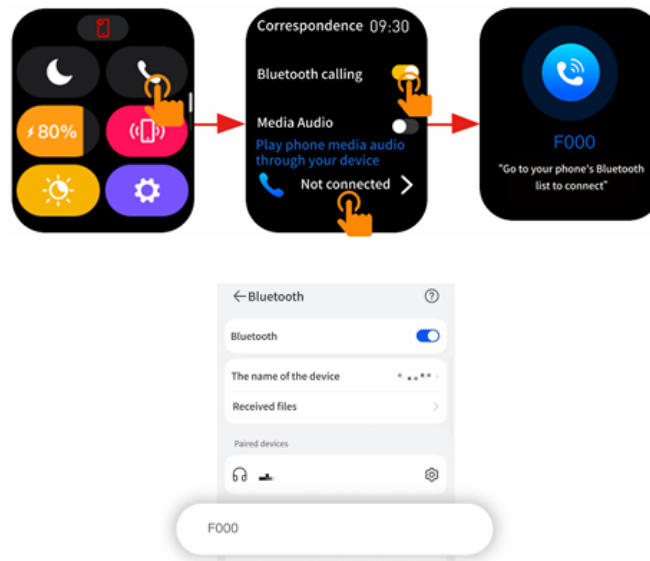 80%
Correspondence 09:30
Bluetooth calling
Media Audio
Play phone media audio
through your device
Not connected
F000
"Go to your phone's Bluetooth
list to connect"
Bluetooth
Bluetooth
The name of the device
Received files
Paired devices
F000